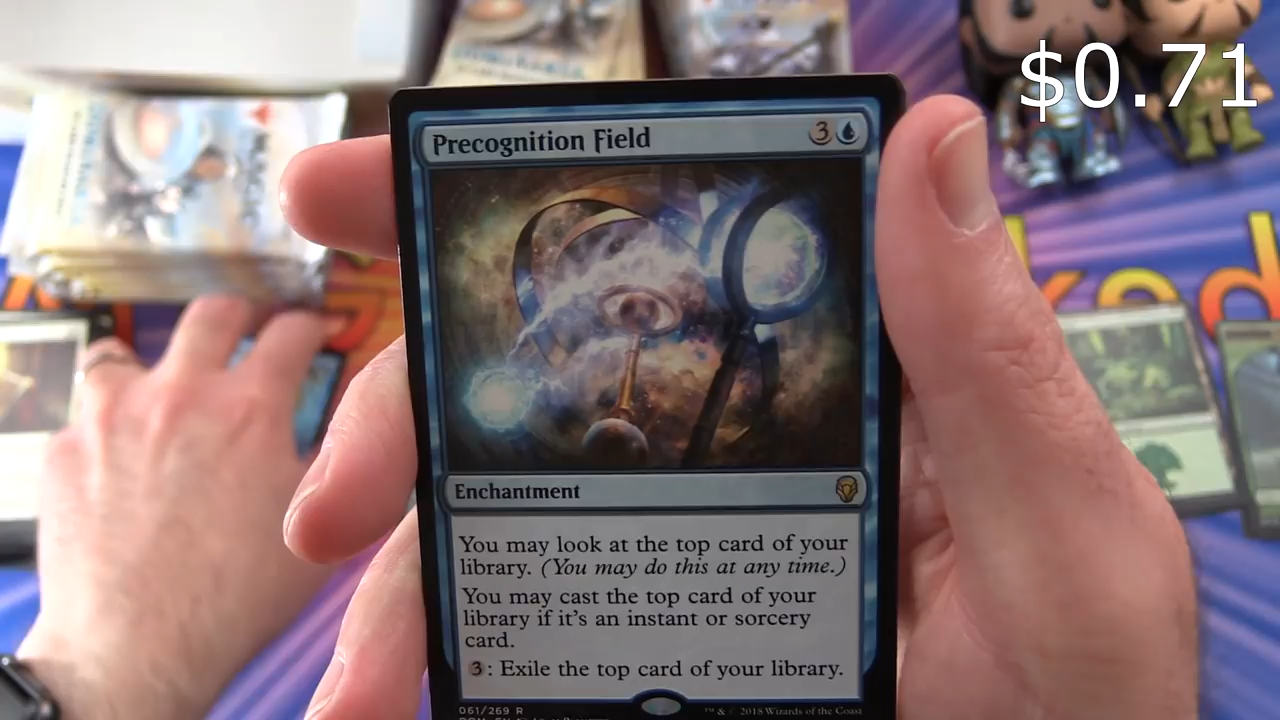 $0.71
Precognition Field 3
Enchantment
You may look at the top card of your
library. (You may do this at any time.)
You may cast the top card of your
library if it's an instant or sorcery
card.
3: Exile the top card of your library.
061/269 R
™ & © 2018 Wizards of the Coast
ked